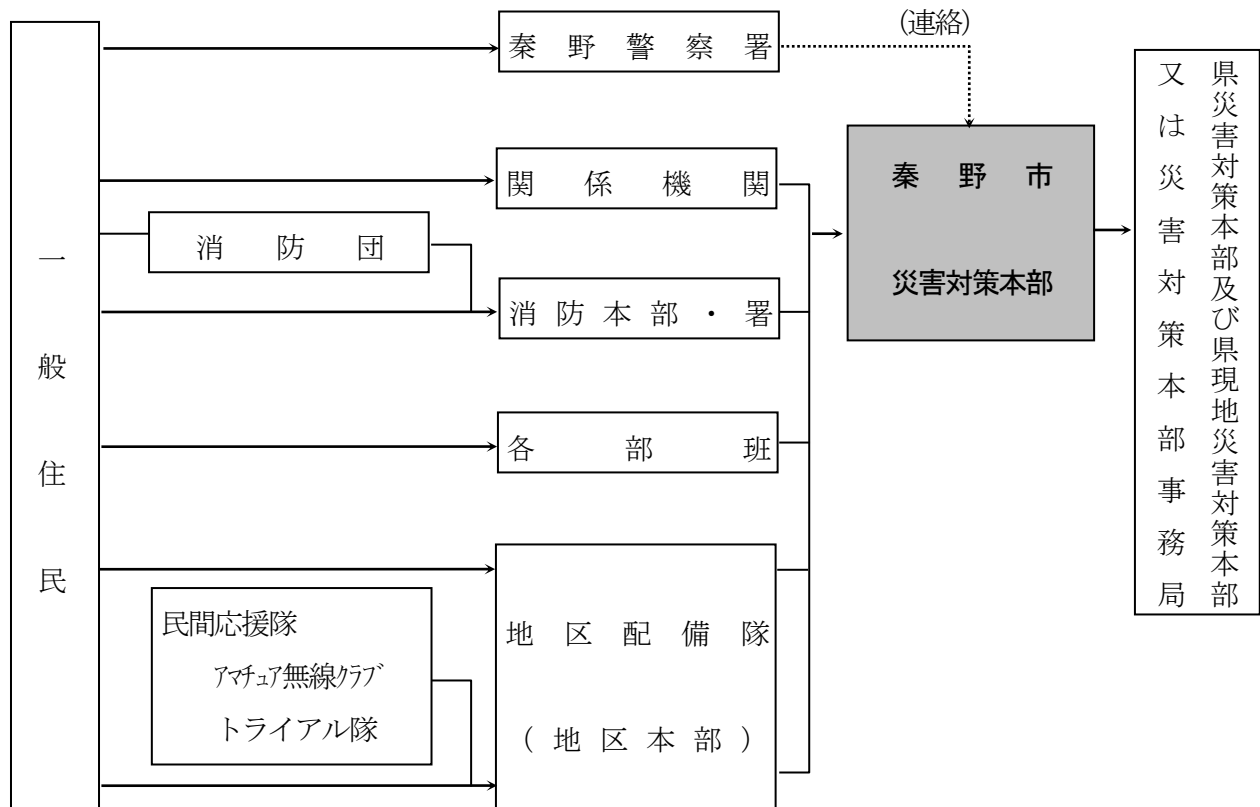 一般住民
秦野警察署
(連絡)
関係機関
消防団
消防本部・署
各部班
民間応援隊
アマチュア無線クラブ
トライアル隊
地区配備隊
(地区本部)
秦野市
災害対策本部
県災害対策本部及び県現地災害対策本部
又は災害対策本部事務局